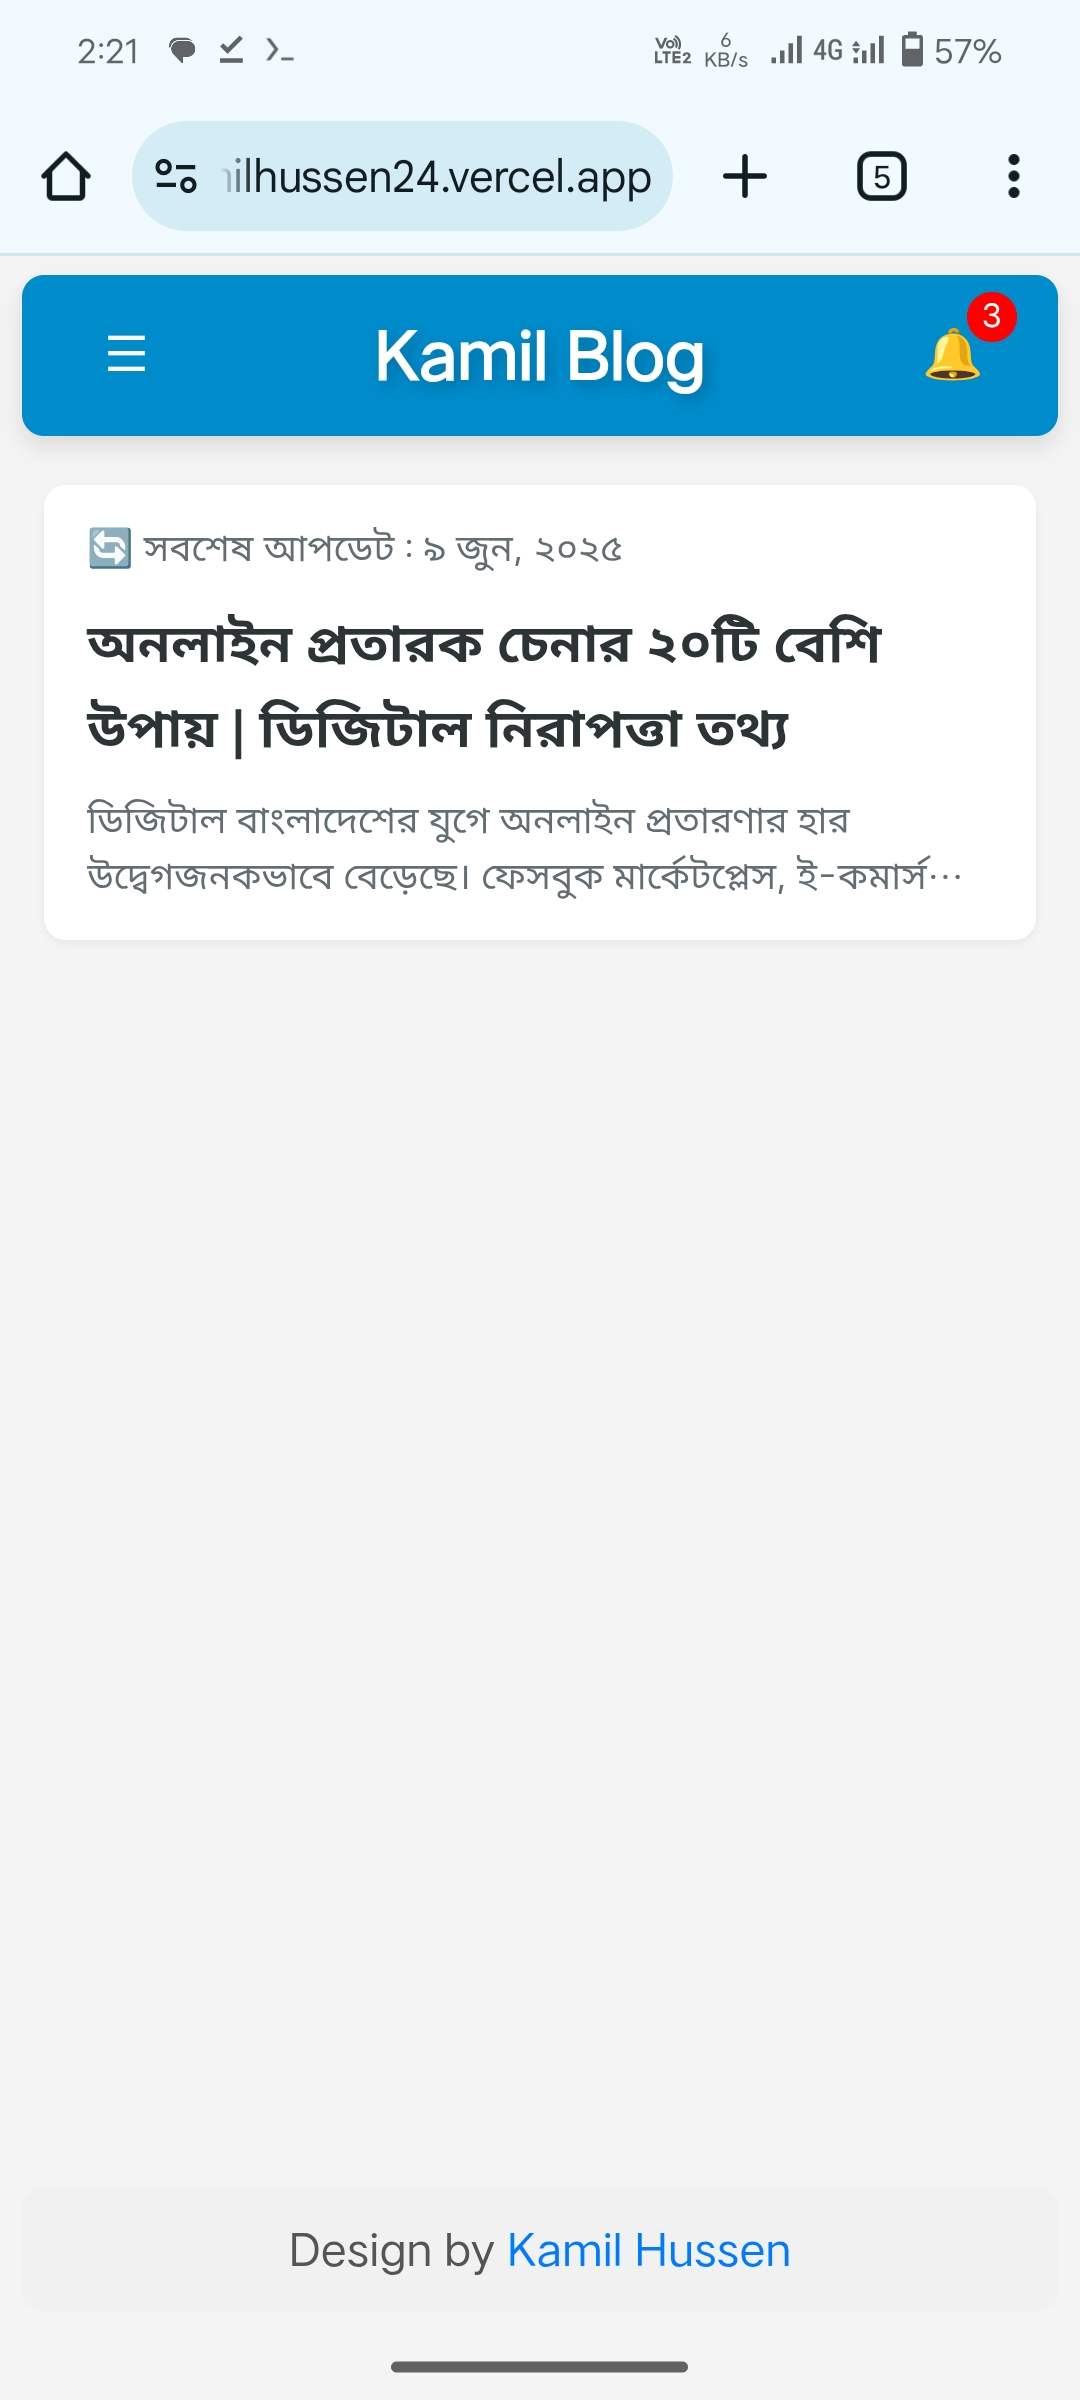 2:21
Vo) LTE2 6 KB/s 4G 57%
ilhussen24.vercel.app
5
Kamil Blog
3
সবশেষ আপডেট : ৯ জুন, ২০২৫
অনলাইন প্রতারক চেনার ২০টি বেশি
উপায় | ডিজিটাল নিরাপত্তা তথ্য
ডিজিটাল বাংলাদেশের যুগে অনলাইন প্রতারণার হার
উদ্বেগজনকভাবে বেড়েছে। ফেসবুক মার্কেটপ্লেস, ই-কমার্স...
Design by Kamil Hussen